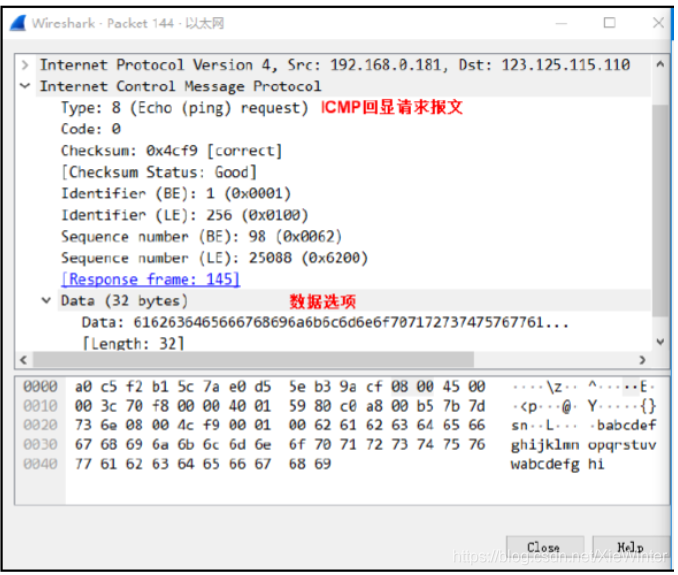 Wireshark · Packet 144 · 以太网
Internet Protocol Version 4, Src: 192.168.0.181, Dst: 123.125.115.110
Internet Control Message Protocol
Type: 8 (Echo (ping) request) ICMP回显请求报文
Code: 0
Checksum: 0x4cf9 [correct]
[Checksum Status: Good]
Identifier (BE): 1 (0x0001)
Identifier (LE): 256 (0x0100)
Sequence number (BE): 98 (0x0062)
Sequence number (LE): 25088 (0x6200)
[Response frame: 145]
Data (32 bytes) 数据选项
Data: 6162636465666768696a6b6c6d6e6f707172737475767761...
[Length: 32]
0000 a0 c5 f2 b1 5c 7a e0 d5 5e b3 9a cf 08 00 45 00 ····\z·· ^·····E·
0010 00 3c 70 f8 00 00 40 01 59 80 c0 a8 00 b5 7b 7d ·<p···@· Y·····{}
0020 73 6e 08 00 4c f9 00 01 00 62 61 62 63 64 65 66 sn··L··· ·babcdef
0030 67 68 69 6a 6b 6c 6d 6e 6f 70 71 72 73 74 75 76 ghijklmn opqrstuv
0040 77 61 62 63 64 65 66 67 68 69 wabcdefg hi
Close Help
https://blog.csdn.net/XieWinter